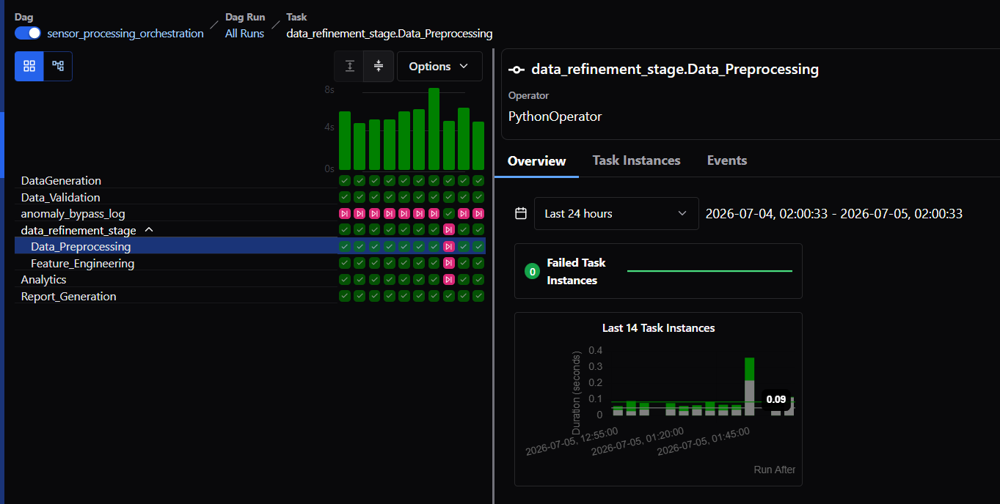 Dag
sensor_processing_orchestration
Dag Run
All Runs
Task
data_refinement_stage.Data_Preprocessing
Options
8s
4s
0s
DataGeneration
Data_Validation
anomaly_bypass_log
data_refinement_stage
Data_Preprocessing
Feature_Engineering
Analytics
Report_Generation
data_refinement_stage.Data_Preprocessing
Operator
PythonOperator
Overview
Task Instances
Events
Last 24 hours
2026-07-04, 02:00:33 - 2026-07-05, 02:00:33
0
Failed Task
Instances
Last 14 Task Instances
Duration (seconds)
0.4
0.3
0.2
0.1
0
0.09
2026-07-05, 12:55:00
2026-07-05, 01:20:00
2026-07-05, 01:45:00
Run After